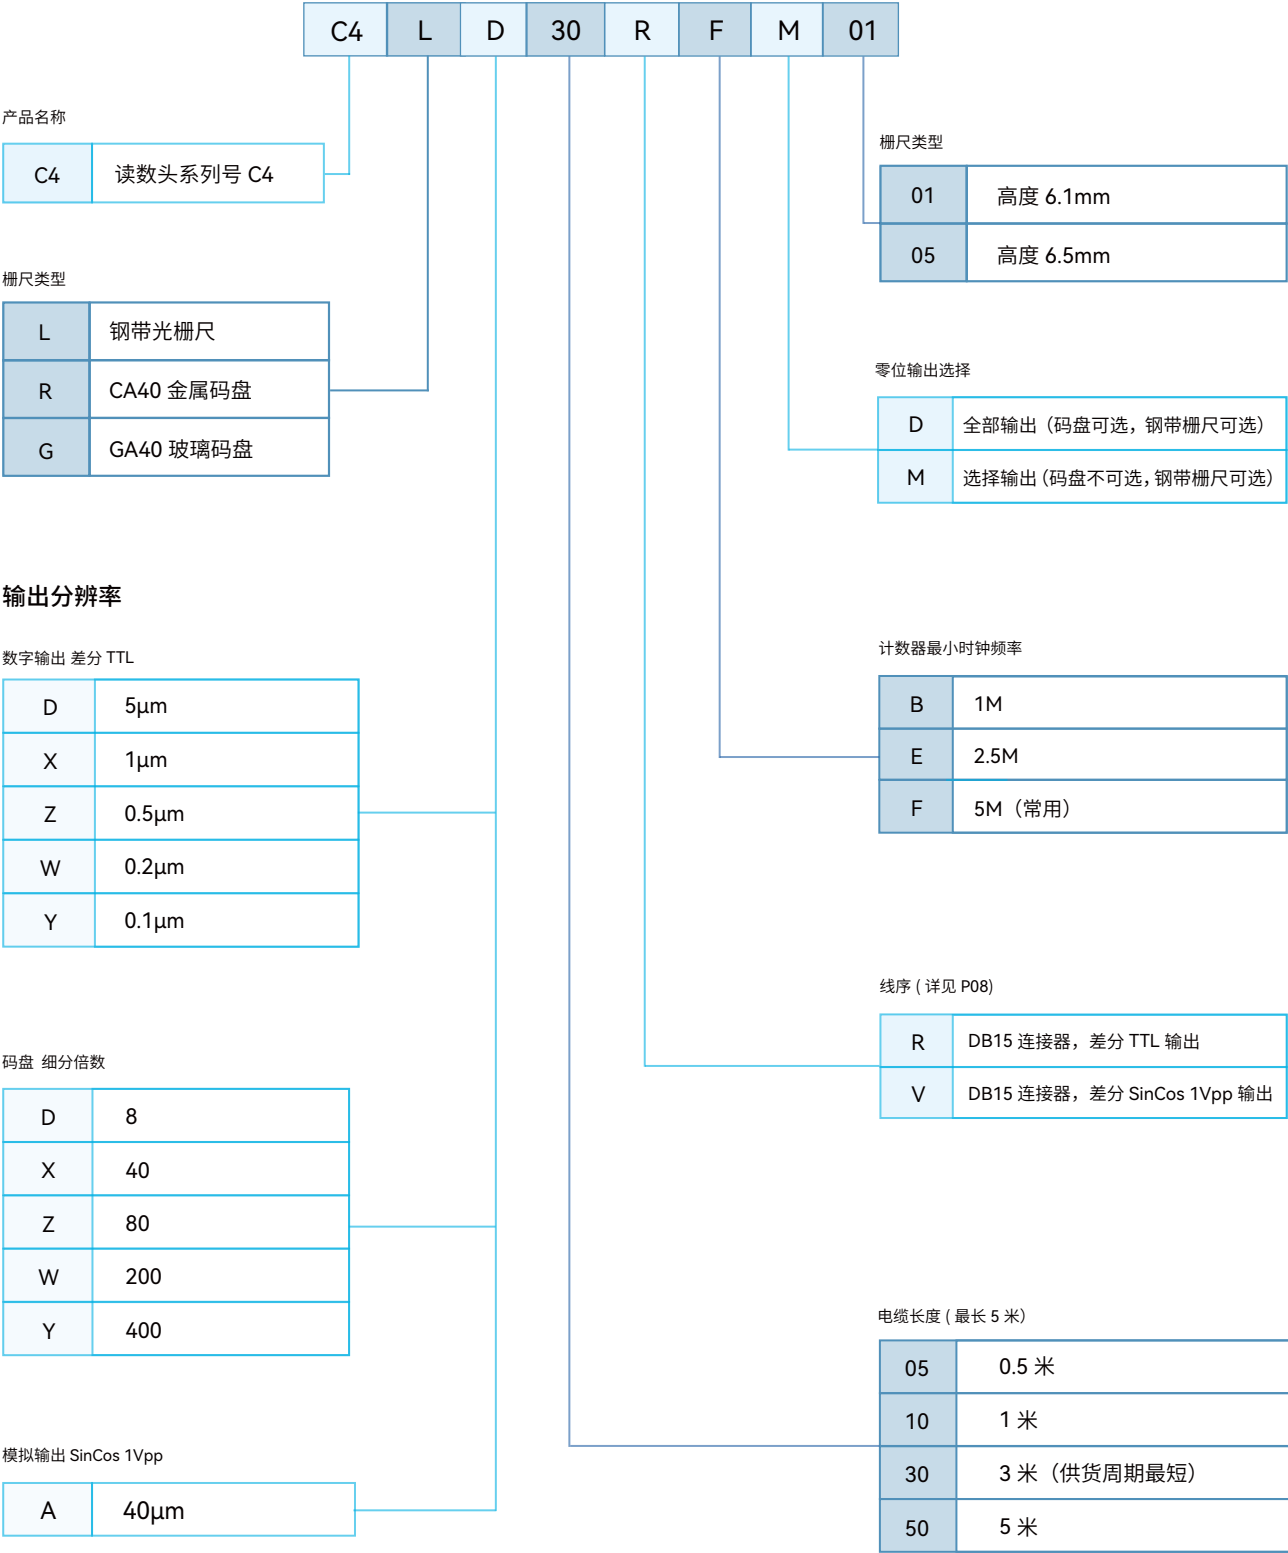 C4 L D 30 R F M 01
产品名称
C4 读数头系列号 C4
栅尺类型
L 钢带光栅尺
R CA40 金属码盘
G GA40 玻璃码盘
输出分辨率
数字输出 差分 TTL
D 5μm
X 1μm
Z 0.5μm
W 0.2μm
Y 0.1μm
码盘 细分倍数
D 8
X 40
Z 80
W 200
Y 400
模拟输出 SinCos 1Vpp
A 40μm
栅尺类型
01 高度 6.1mm
05 高度 6.5mm
零位输出选择
D 全部输出（码盘可选，钢带栅尺可选）
M 选择输出（码盘不可选，钢带栅尺可选）
计数器最小时钟频率
B 1M
E 2.5M
F 5M（常用）
线序 ( 详见 P08)
R DB15 连接器，差分 TTL 输出
V DB15 连接器，差分 SinCos 1Vpp 输出
电缆长度 ( 最长 5 米）
05 0.5 米
10 1 米
30 3 米（供货周期最短）
50 5 米